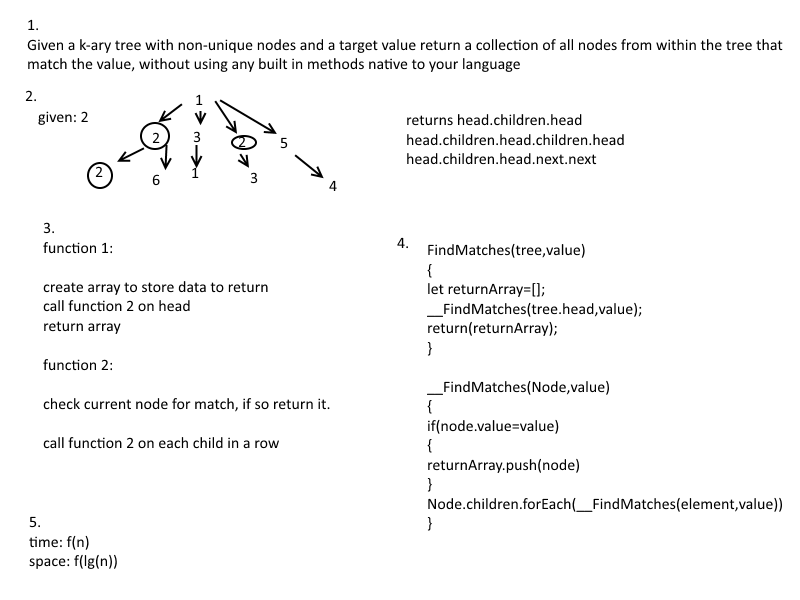 1.
Given a k-ary tree with non-unique nodes and a target value return a collection of all nodes from within the tree that
match the value, without using any built in methods native to your language
2.
given: 2
1
2
3
2
5
2
6
1
3
4
returns head.children.head
head.children.head.children.head
head.children.head.next.next
3.
function 1:
create array to store data to return
call function 2 on head
return array
function 2:
check current node for match, if so return it.
call function 2 on each child in a row
4.
FindMatches(tree,value)
{
let returnArray=[];
__FindMatches(tree.head,value);
return(returnArray);
}
__FindMatches(Node,value)
{
if(node.value=value)
{
returnArray.push(node)
}
Node.children.forEach(__FindMatches(element,value))
}
5.
time: f(n)
space: f(lg(n))